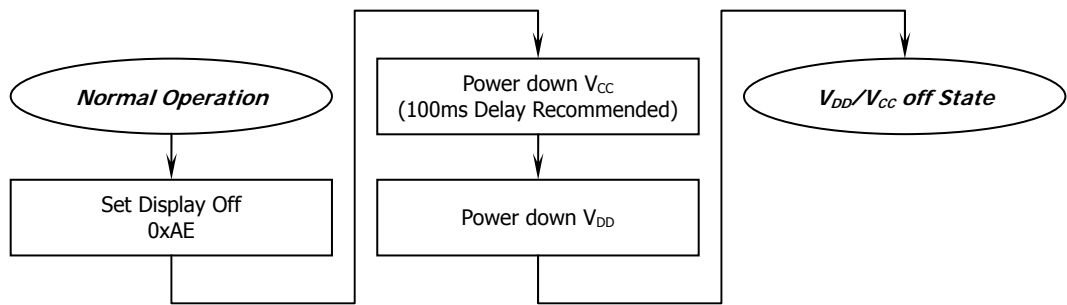 Normal Operation
Set Display Off
0xAE
Power down VCC
(100ms Delay Recommended)
Power down VDD
VDD/VCC off State